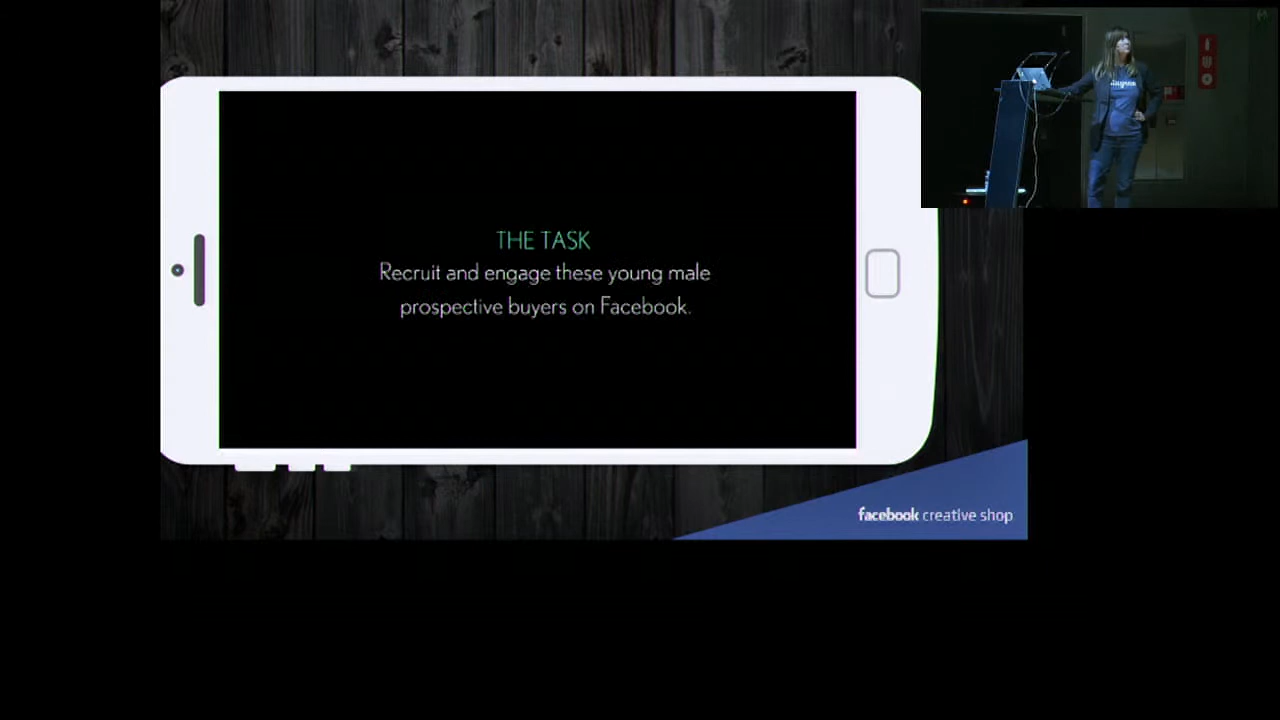 THE TASK
Recruit and engage these young male
prospective buyers on Facebook.
facebook creative shop